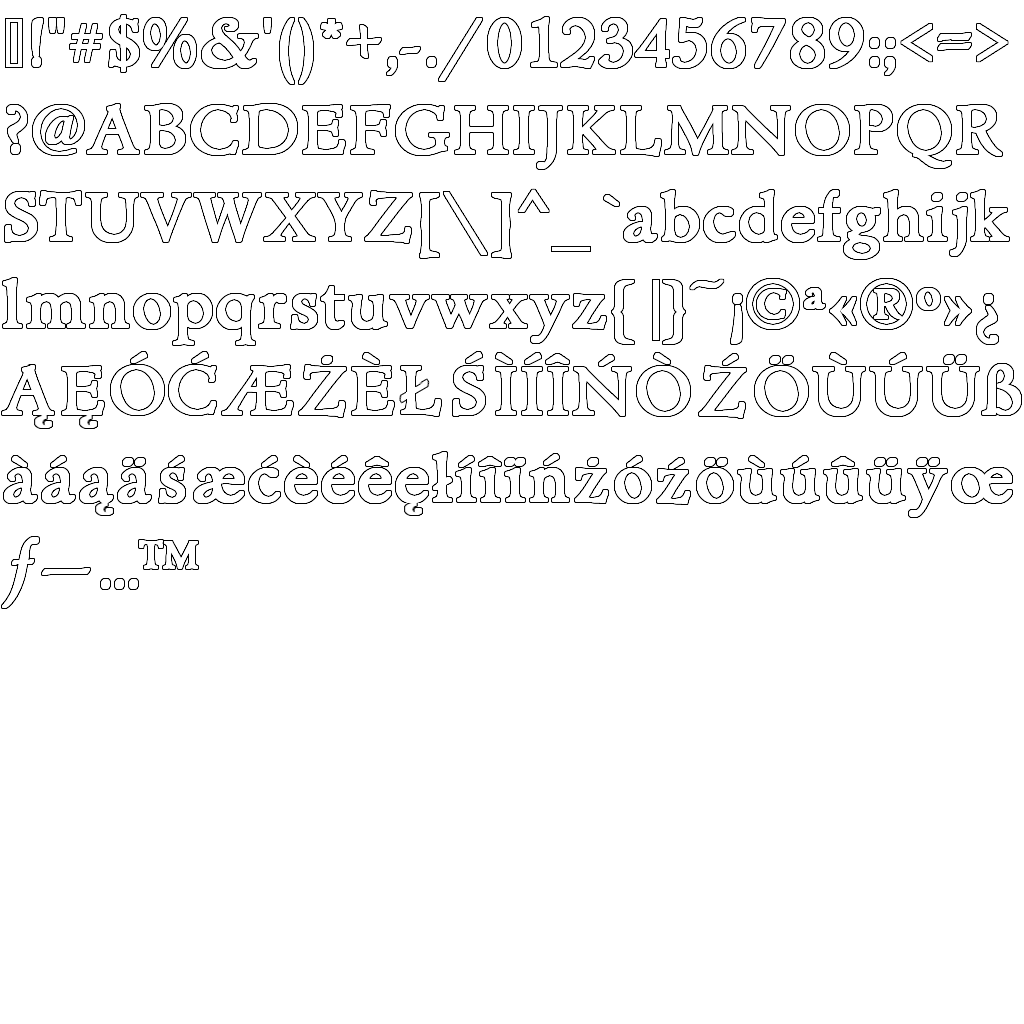 ▯!"#$%&'()*+,-./0123456789:;<=>
?@ABCDEFGHIJKLMNOPQR
STUVWXYZ[\]^_`abcdefghijk
lmnopqrstuvwxyz{|}~¡©ª«®º»¿
ĄĘÓĆÆŻÈŁŚÌÍÎŃÒŹÖÙÚÜß
àáąäśæćèéêęłíîïńżóźöùúûüÿœ
ƒ—…™